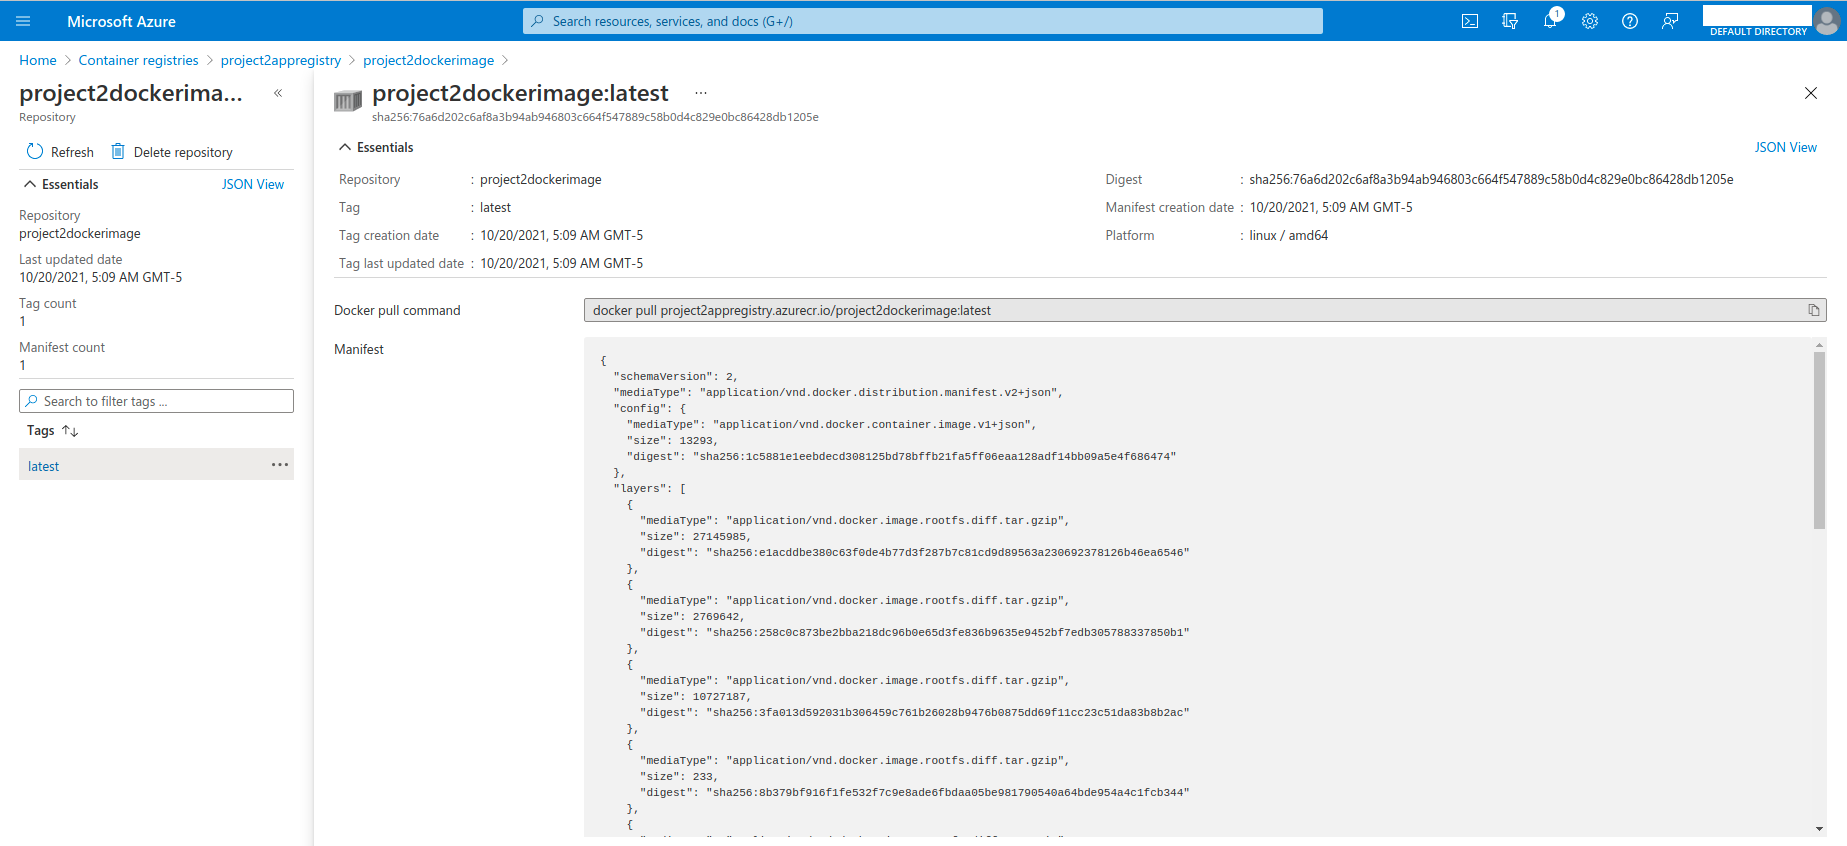 Microsoft Azure
Search resources, services, and docs (G+/)
1
DEFAULT DIRECTORY
Home > Container registries > project2appregistry > project2dockerimage >
project2dockerima...
«
Repository
Refresh
Delete repository
Essentials
JSON View
Repository
project2dockerimage
Last updated date
10/20/2021, 5:09 AM GMT-5
Tag count
1
Manifest count
1
Search to filter tags ...
Tags ↑↓
latest
...
project2dockerimage:latest
...
sha256:76a6d202c6af8a3b94ab946803c664f547889c58b0d4c829e0bc86428db1205e
Essentials
JSON View
Repository : project2dockerimage
Tag : latest
Tag creation date : 10/20/2021, 5:09 AM GMT-5
Tag last updated date : 10/20/2021, 5:09 AM GMT-5
Digest : sha256:76a6d202c6af8a3b94ab946803c664f547889c58b0d4c829e0bc86428db1205e
Manifest creation date : 10/20/2021, 5:09 AM GMT-5
Platform : linux / amd64
Docker pull command
docker pull project2appregistry.azurecr.io/project2dockerimage:latest
Manifest
{
"schemaVersion": 2,
"mediaType": "application/vnd.docker.distribution.manifest.v2+json",
"config": {
"mediaType": "application/vnd.docker.container.image.v1+json",
"size": 13293,
"digest": "sha256:1c5881e1eebdecd308125bd78bffb21fa5ff06eaa128adf14bb09a5e4f686474"
},
"layers": [
{
"mediaType": "application/vnd.docker.image.rootfs.diff.tar.gzip",
"size": 27145985,
"digest": "sha256:e1acddbe380c63f0de4b77d3f287b7c81cd9d89563a230692378126b46ea6546"
},
{
"mediaType": "application/vnd.docker.image.rootfs.diff.tar.gzip",
"size": 2769642,
"digest": "sha256:258c0c873be2bba218dc96b0e65d3fe836b9635e9452bf7edb305788337850b1"
},
{
"mediaType": "application/vnd.docker.image.rootfs.diff.tar.gzip",
"size": 10727187,
"digest": "sha256:3fa013d592031b306459c761b26028b9476b0875dd69f11cc23c51da83b8b2ac"
},
{
"mediaType": "application/vnd.docker.image.rootfs.diff.tar.gzip",
"size": 233,
"digest": "sha256:8b379bf916f1fe532f7c9e8ade6fbdaa05be981790540a64bde954a4c1fcb344"
},
{